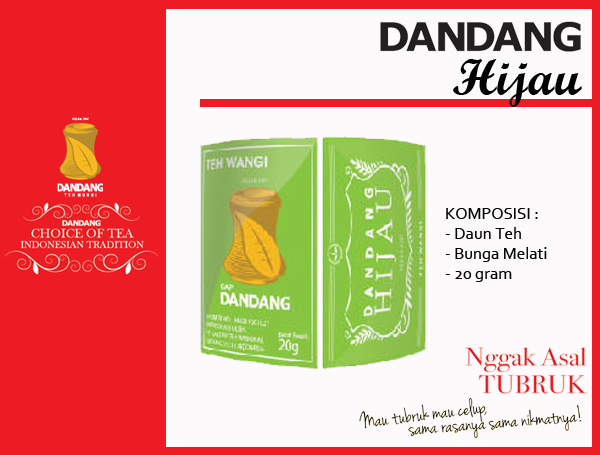 DANDANG
Hijau
DANDANG
DANDANG
CHOICE OF TEA
INDONESIAN TRADITION
TEH WANGI
CAP
DANDANG
20g
DANDANG
HIJAU
TEH WANGI
KOMPOSISI :
- Daun Teh
- Bunga Melati
- 20 gram
Nggak Asal
TUBRUK
Mau tubruk mau celup,
sama rasanya sama nikmatnya!